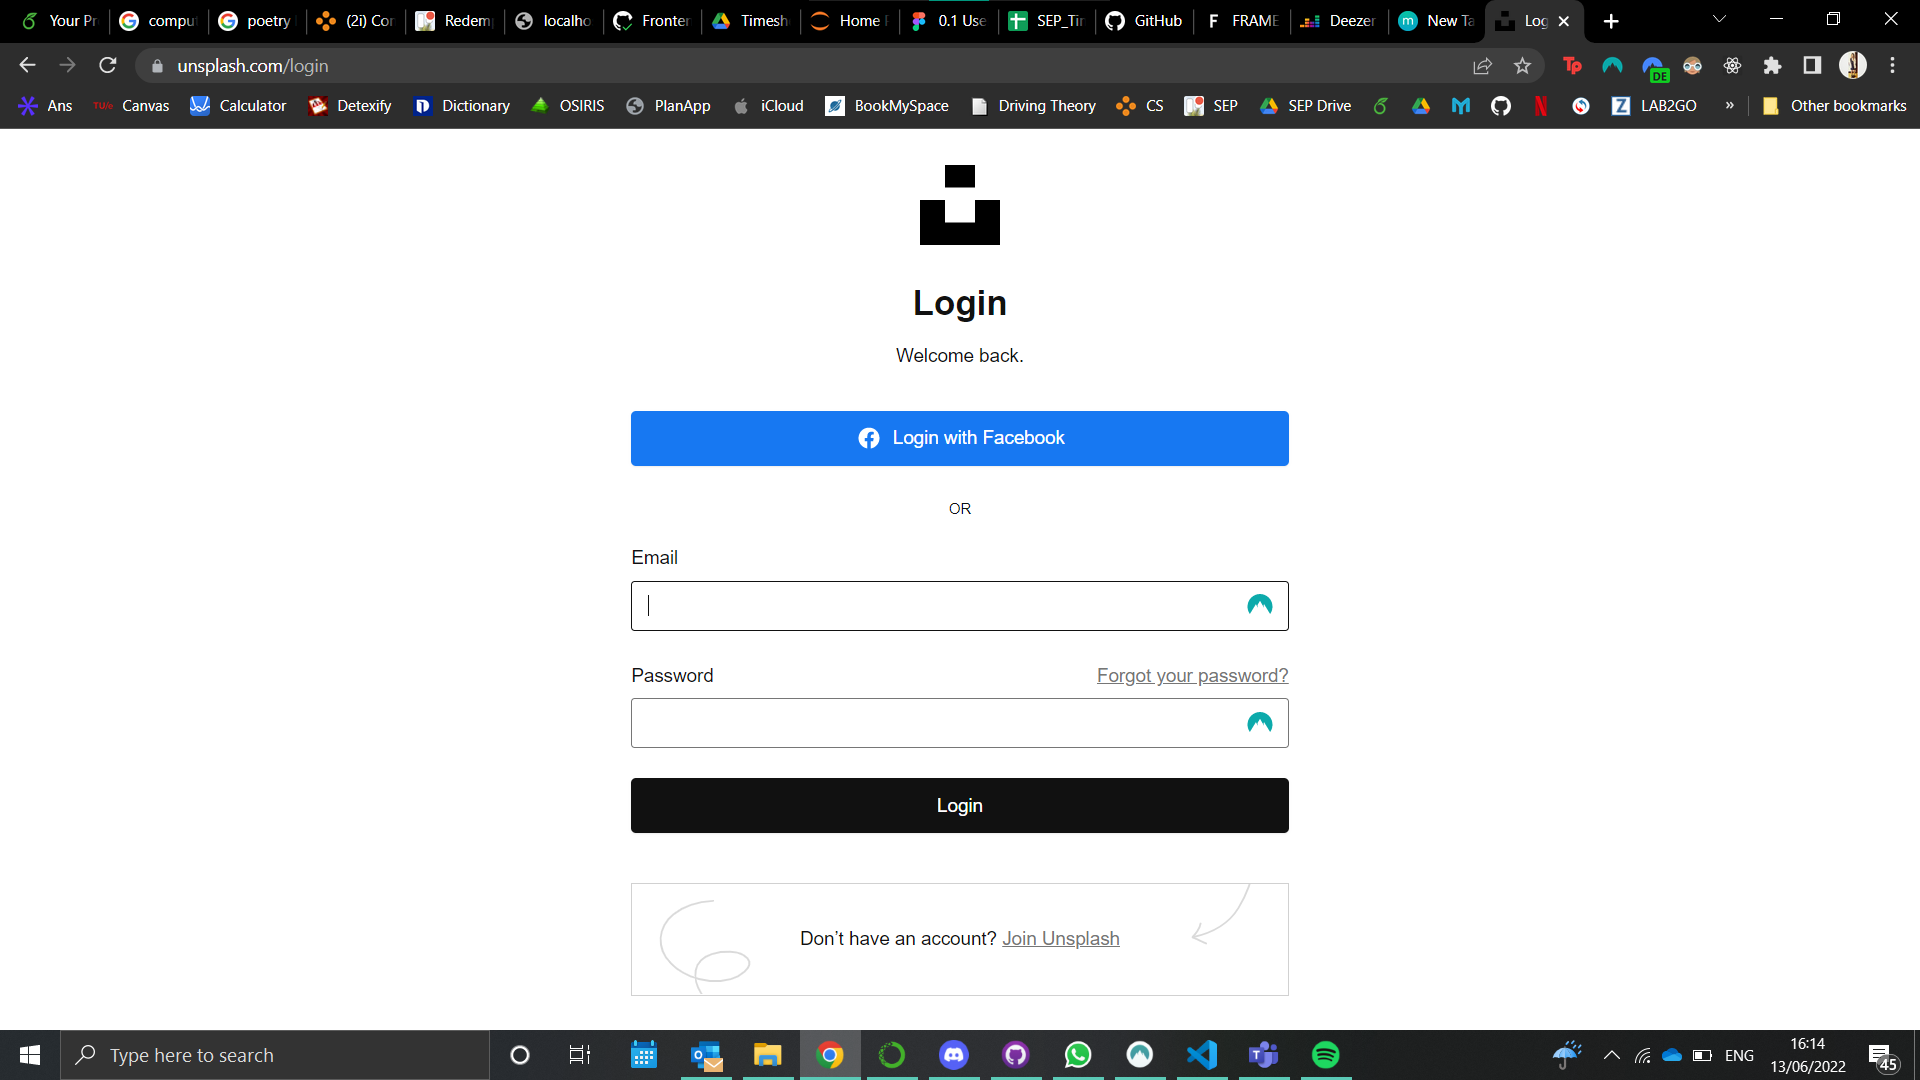 Your Pr
comput
poetry
(2i) Cor
Redem
localho
Fronter
Timesh
Home F
0.1 Use
SEP_Tir
GitHub
FRAME
Deezer
New Ta
Log
unsplash.com/login
DE
Ans
TU/e Canvas
Calculator
Detexify
Dictionary
OSIRIS
PlanApp
iCloud
BookMySpace
Driving Theory
CS
SEP
SEP Drive
LAB2GO
»
Other bookmarks
Login
Welcome back.
Login with Facebook
OR
Email
Password
Forgot your password?
Login
Don’t have an account? Join Unsplash
Type here to search
ENG
16:14
13/06/2022
45